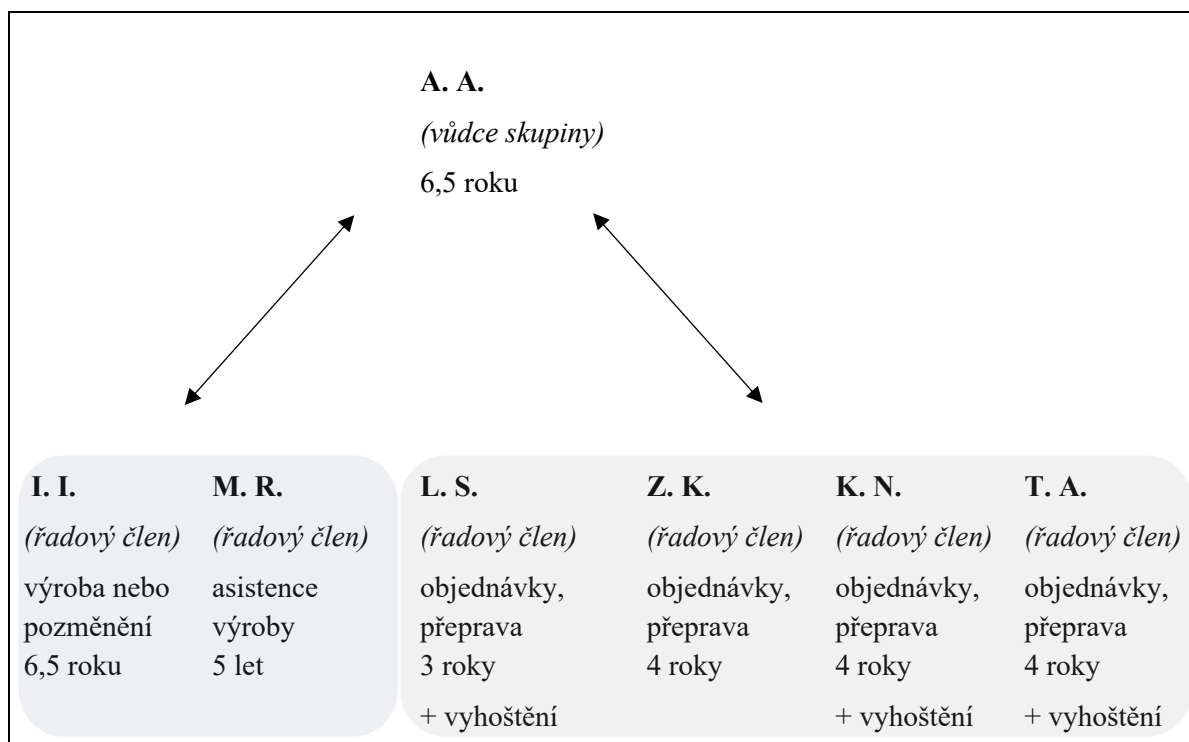 A. A.
(vůdce skupiny)
6,5 roku
I. I.
(řadový člen)
výroba nebo
pozměnění
6,5 roku
M. R.
(řadový člen)
asistence
výroby
5 let
L. S.
(řadový člen)
objednávky,
přeprava
3 roky
+ vyhoštění
Z. K.
(řadový člen)
objednávky,
přeprava
4 roky
K. N.
(řadový člen)
objednávky,
přeprava
4 roky
+ vyhoštění
T. A.
(řadový člen)
objednávky,
přeprava
4 roky
+ vyhoštění